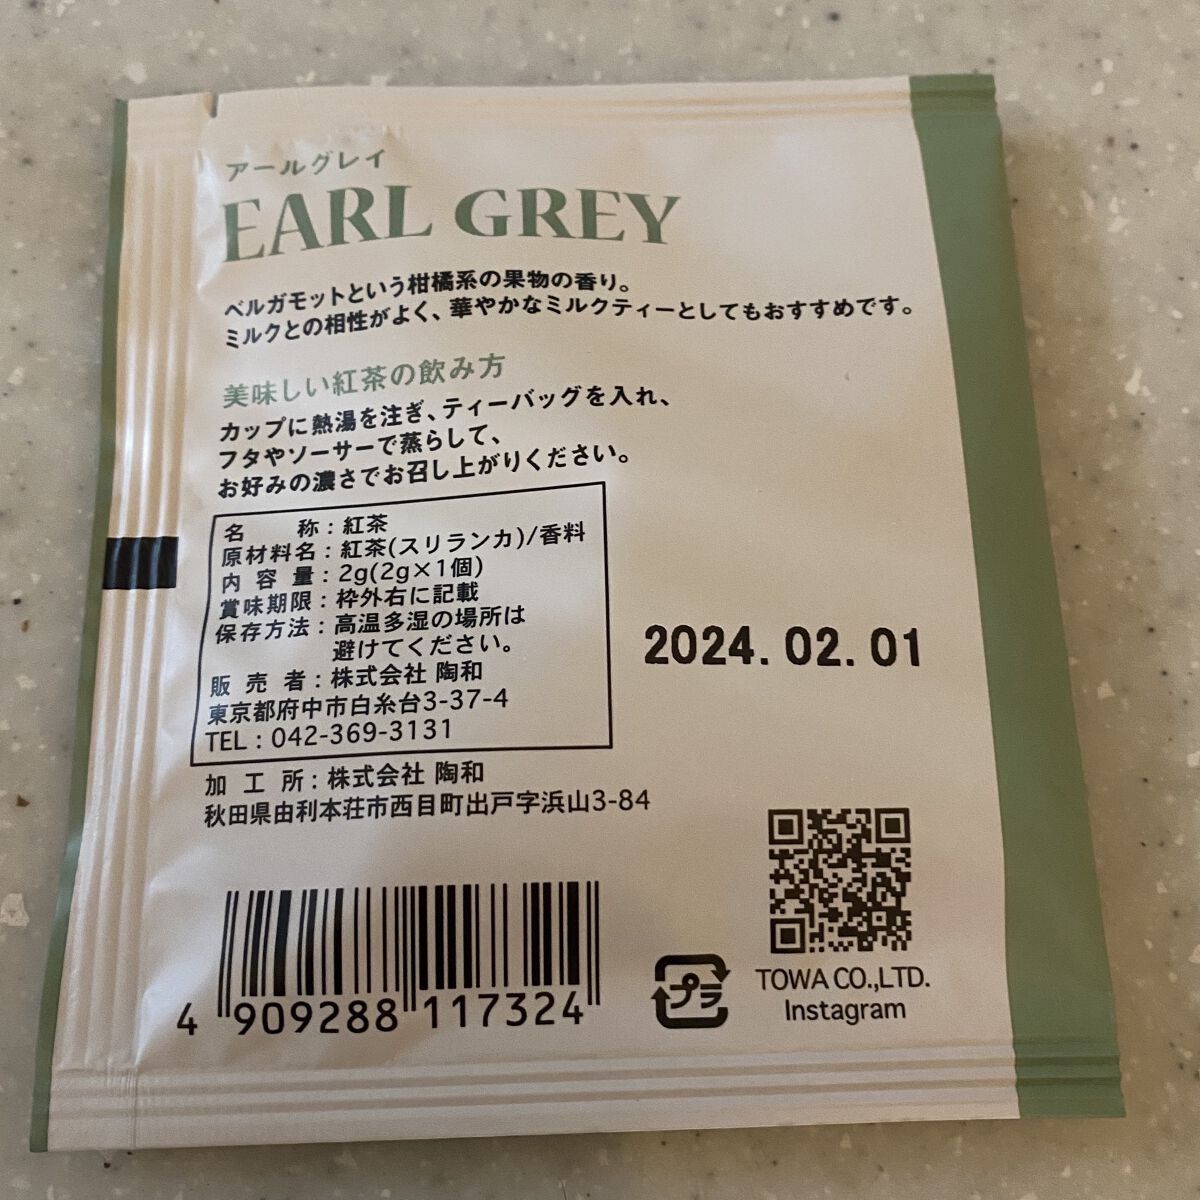 アールグレイ
EARL GREY
ベルガモットという柑橘系の果物の香り。
ミルクとの相性がよく、華やかなミルクティーとしてもおすすめです。
美味しい紅茶の飲み方
カップに熱湯を注ぎ、ティーバッグを入れ、
フタやソーサーで蒸らして、
お好みの濃さでお召し上がりください。
名　　称：紅茶
原材料名：紅茶(スリランカ)/香料
内 容 量：2g(2g×1個)
賞味期限：枠外右に記載
保存方法：高温多湿の場所は
避けてください。
販 売 者：株式会社 陶和
東京都府中市白糸台3-37-4
TEL：042-369-3131
2024.02.01
加 工 所：株式会社 陶和
秋田県由利本荘市西目町出戸字浜山3-84
4 909288 117324
プラ
TOWA CO.,LTD.
Instagram